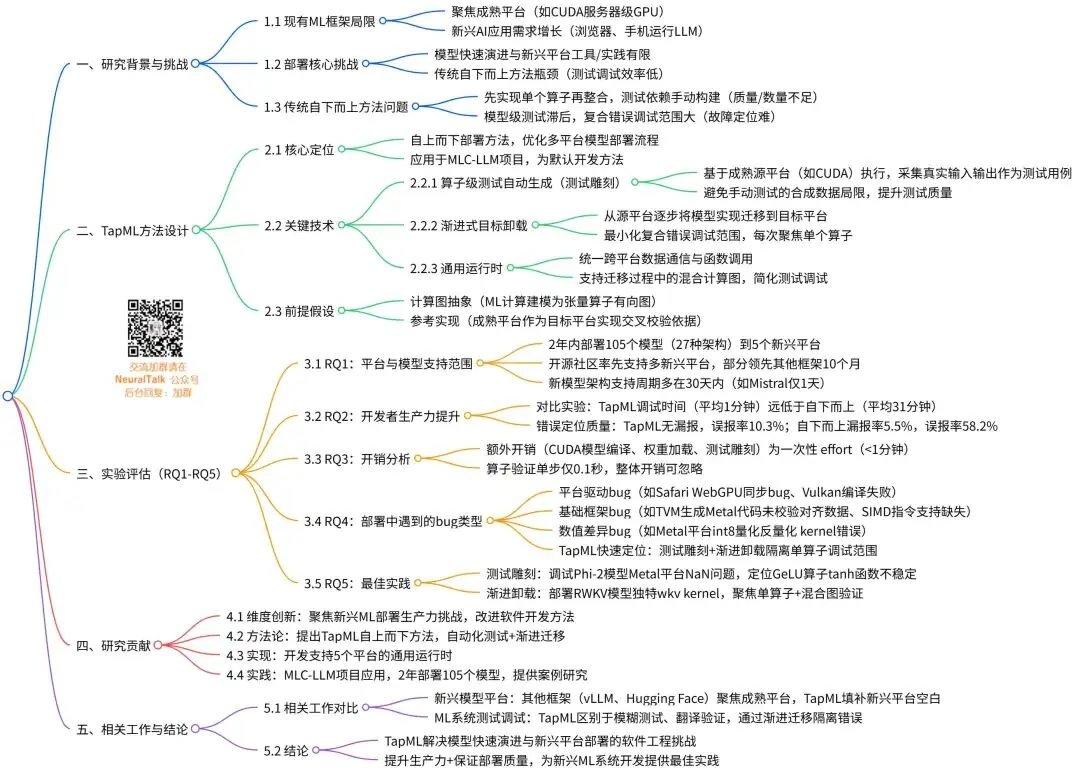 一、研究背景与挑战
1.1 现有ML框架局限
聚焦成熟平台（如CUDA服务器级GPU）
新兴AI应用需求增长（浏览器、手机运行LLM）
1.2 部署核心挑战
模型快速演进与新兴平台工具/实践有限
传统自下而上方法瓶颈（测试调试效率低）
1.3 传统自下而上方法问题
先实现单个算子再整合，测试依赖手动构建（质量/数量不足）
模型级测试滞后，复合错误调试范围大（故障定位难）
二、TapML方法设计
2.1 核心定位
自上而下部署方法，优化多平台模型部署流程
应用于MLC-LLM项目，为默认开发方法
2.2 关键技术
2.2.1 算子级测试自动生成（测试雕刻）
基于成熟源平台（如CUDA）执行，采集真实输入输出作为测试用例
避免手动测试的合成数据局限，提升测试质量
2.2.2 渐进式目标卸载
从源平台逐步将模型实现迁移到目标平台
最小化复合错误调试范围，每次聚焦单个算子
2.2.3 通用运行时
统一跨平台数据通信与函数调用
支持迁移过程中的混合计算图，简化测试调试
2.3 前提假设
计算图抽象（ML计算建模为张量算子有向图）
参考实现（成熟平台作为目标平台实现交叉校验依据）
交流加群请在
NeuralTalk 公众号
后台回复：加群
三、实验评估（RQ1-RQ5）
3.1 RQ1：平台与模型支持范围
2年内部署105个模型（27种架构）到5个新兴平台
开源社区率先支持多新兴平台，部分领先其他框架10个月
新模型架构支持周期多在30天内（如Mistral仅1天）
3.2 RQ2：开发者生产力提升
对比实验：TapML调试时间（平均1分钟）远低于自下而上（平均31分钟）
错误定位质量：TapML无漏报，误报率10.3%；自下而上漏报率5.5%，误报率58.2%
3.3 RQ3：开销分析
额外开销（CUDA模型编译、权重加载、测试雕刻）为一次性 effort（<1分钟）
算子验证单步仅0.1秒，整体开销可忽略
3.4 RQ4：部署中遇到的bug类型
平台驱动bug（如Safari WebGPU同步bug、Vulkan编译失败）
基础框架bug（如TVM生成Metal代码未校验对齐数据、SIMD指令支持缺失）
数值差异bug（如Metal平台int8量化反量化 kernel错误）
TapML快速定位：测试雕刻+渐进卸载隔离单算子调试范围
3.5 RQ5：最佳实践
测试雕刻：调试Phi-2模型Metal平台NaN问题，定位GeLU算子tanh函数不稳定
渐进卸载：部署RWKV模型独特wkv kernel，聚焦单算子+混合图验证
四、研究贡献
4.1 维度创新：聚焦新兴ML部署生产力挑战，改进软件开发方法
4.2 方法论：提出TapML自上而下方法，自动化测试+渐进迁移
4.3 实现：开发支持5个平台的通用运行时
4.4 实践：MLC-LLM项目应用，2年部署105个模型，提供案例研究
五、相关工作与结论
5.1 相关工作对比
新兴模型平台：其他框架（vLLM、Hugging Face）聚焦成熟平台，TapML填补新兴平台空白
ML系统测试调试：TapML区别于模糊测试、翻译验证，通过渐进迁移隔离错误
5.2 结论
TapML解决模型快速演进与新兴平台部署的软件工程挑战
提升生产力+保证部署质量，为新兴ML系统开发提供最佳实践